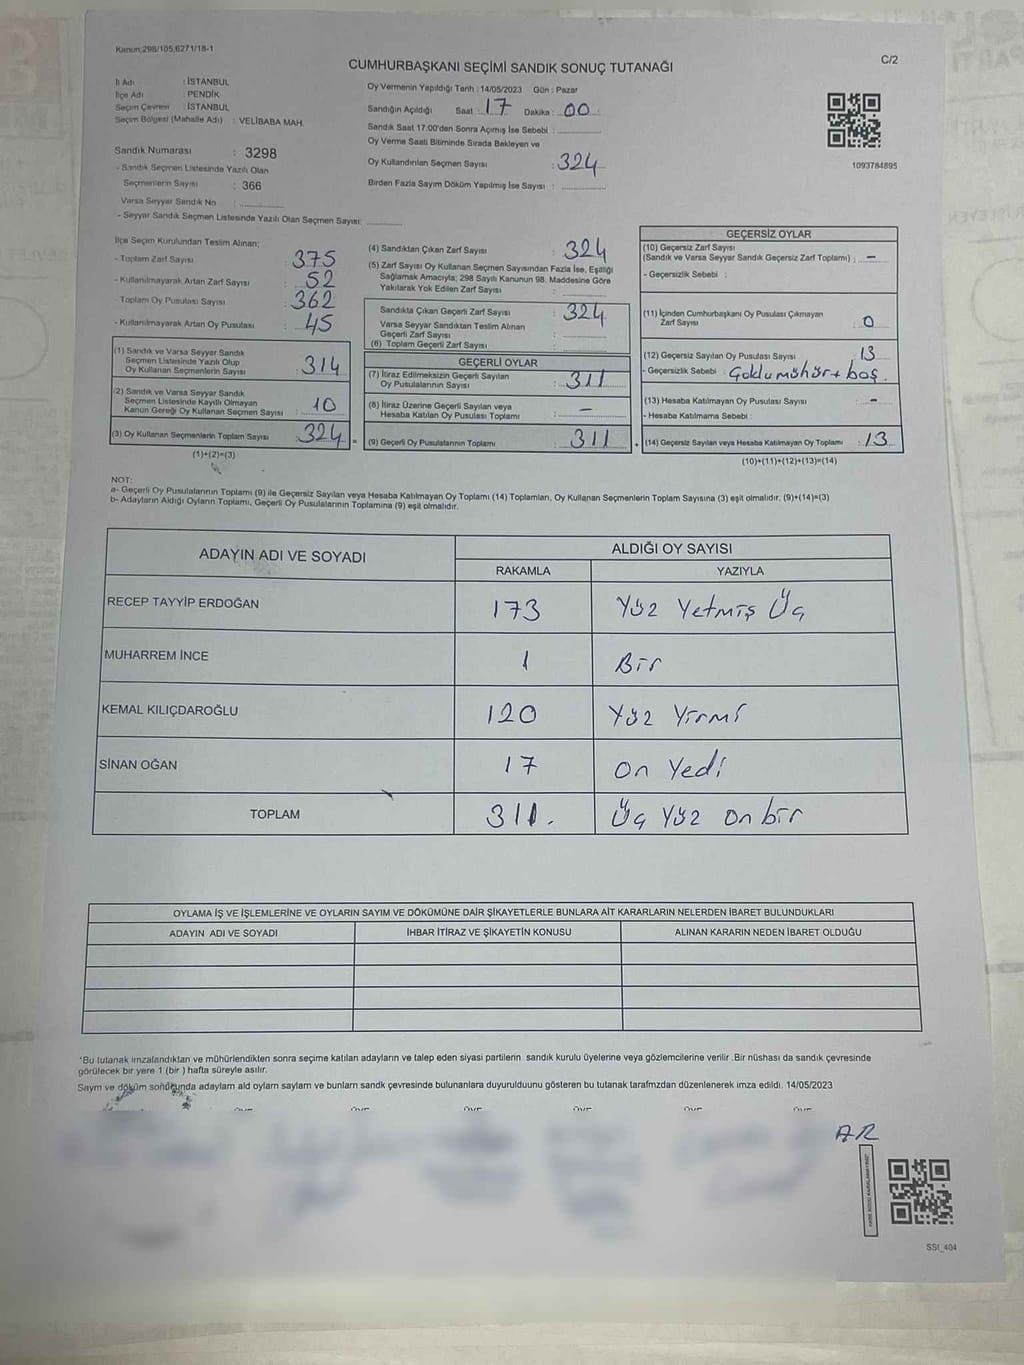 Kanun;298/105,6271/18-1
C/2
CUMHURBAŞKANI SEÇİMİ SANDIK SONUÇ TUTANAĞI
İl Adı : İSTANBUL
İlçe Adı : PENDİK
Seçim Çevresi : İSTANBUL
Seçim Bölgesi (Mahalle Adı) : VELİBABA MAH.
Oy Vermenin Yapıldığı Tarih : 14/05/2023 Gün : Pazar
Sandığın Açıldığı Saat : 17 Dakika : 00
Sandık Saat 17:00'dan Sonra Açımış İse Sebebi :
Oy Verme Saati Bitiminde Sırada Bekleyen ve
Oy Kullandırılan Seçmen Sayısı : 324
Birden Fazla Sayım Döküm Yapılmış İse Sayısı :
1093784895
Sandık Numarası : 3298
- Sandık Seçmen Listesinde Yazılı Olan
Seçmenlerin Sayısı : 366
Varsa Seyyar Sandık No :
- Seyyar Sandık Seçmen Listesinde Yazılı Olan Seçmen Sayısı:
İlçe Seçim Kurulundan Teslim Alınan;
- Toplam Zarf Sayısı : 375
- Kullanılmayarak Artan Zarf Sayısı : 52
- Toplam Oy Pusulası Sayısı : 362
- Kullanılmayarak Artan Oy Pusulası : 45
(1) Sandık ve Varsa Seyyar Sandık
Seçmen Listesinde Yazılı Olup
Oy Kullanan Seçmenlerin Sayısı : 314
(2) Sandık ve Varsa Seyyar Sandık
Seçmen Listesinde Kayıtlı Olmayan
Kanun Gereği Oy Kullanan Seçmen Sayısı : 10
(3) Oy Kullanan Seçmenlerin Toplam Sayısı : 324 =
(1)+(2)=(3)
(4) Sandıktan Çıkan Zarf Sayısı : 324
(5) Zarf Sayısı Oy Kullanan Seçmen Sayısından Fazla İse, Eşitliği
Sağlamak Amacıyla; 298 Sayılı Kanunun 98. Maddesine Göre
Yakılarak Yok Edilen Zarf Sayısı :
Sandıkta Çıkan Geçerli Zarf Sayısı : 324
Varsa Seyyar Sandıktan Teslim Alınan
Geçerli Zarf Sayısı :
(6) Toplam Geçerli Zarf Sayısı :
GEÇERLİ OYLAR
(7) İtiraz Edilmeksizin Geçerli Sayılan
Oy Pusulalarının Sayısı : 311
(8) İtiraz Üzerine Geçerli Sayılan veya
Hesaba Katılan Oy Pusulası Toplamı : -
(9) Geçerli Oy Pusulalarının Toplamı : 311 +
GEÇERSİZ OYLAR
(10) Geçersiz Zarf Sayısı
(Sandık ve Varsa Seyyar Sandık Geçersiz Zarf Toplamı) : -
- Geçersizlik Sebebi :
(11) İçinden Cumhurbaşkanı Oy Pusulası Çıkmayan
Zarf Sayısı : 0
(12) Geçersiz Sayılan Oy Pusulası Sayısı : 13
- Geçersizlik Sebebi : Çoklu mühür + boş.
(13) Hesaba Katılmayan Oy Pusulası Sayısı : -
- Hesaba Katılmama Sebebi :
(14) Geçersiz Sayılan veya Hesaba Katılmayan Oy Toplamı : 13
(10)+(11)+(12)+(13)=(14)
NOT:
a- Geçerli Oy Pusulalarının Toplamı (9) ile Geçersiz Sayılan veya Hesaba Katılmayan Oy Toplamı (14) Toplamları, Oy Kullanan Seçmenlerin Toplam Sayısına (3) eşit olmalıdır. (9)+(14)=(3)
b- Adayların Aldığı Oyların Toplamı, Geçerli Oy Pusulalarının Toplamına (9) eşit olmalıdır.
ADAYIN ADI VE SOYADI
ALDIĞI OY SAYISI
RAKAMLA YAZIYLA
RECEP TAYYİP ERDOĞAN 173 Yüz Yetmiş Üç
MUHARREM İNCE 1 Bir
KEMAL KILIÇDAROĞLU 120 Yüz Yirmi
SİNAN OĞAN 17 On Yedi
TOPLAM 311. Üç Yüz On bir
OYLAMA İŞ VE İŞLEMLERİNE VE OYLARIN SAYIM VE DÖKÜMÜNE DAİR ŞİKAYETLERLE BUNLARA AİT KARARLARIN NELERDEN İBARET BULUNDUKLARI
ADAYIN ADI VE SOYADI İHBAR İTİRAZ VE ŞİKAYETİN KONUSU ALINAN KARARIN NEDEN İBARET OLDUĞU
*Bu tutanak imzalandıktan ve mühürlendikten sonra seçime katılan adayların ve talep eden siyasi partilerin sandık kurulu üyelerine veya gözlemcilerine verilir .Bir nüshası da sandık çevresinde
görülecek bir yere 1 (bir ) hafta süreyle asılır.
Sayım ve döküm sonucunda adayların ald oyların saylarn ve bunların sandk çevresinde bulunanlara duyurulduunu gösteren bu tutanak tarafımzdan düzenlenerek imza edildi. 14/05/2023
AR
SSI_404